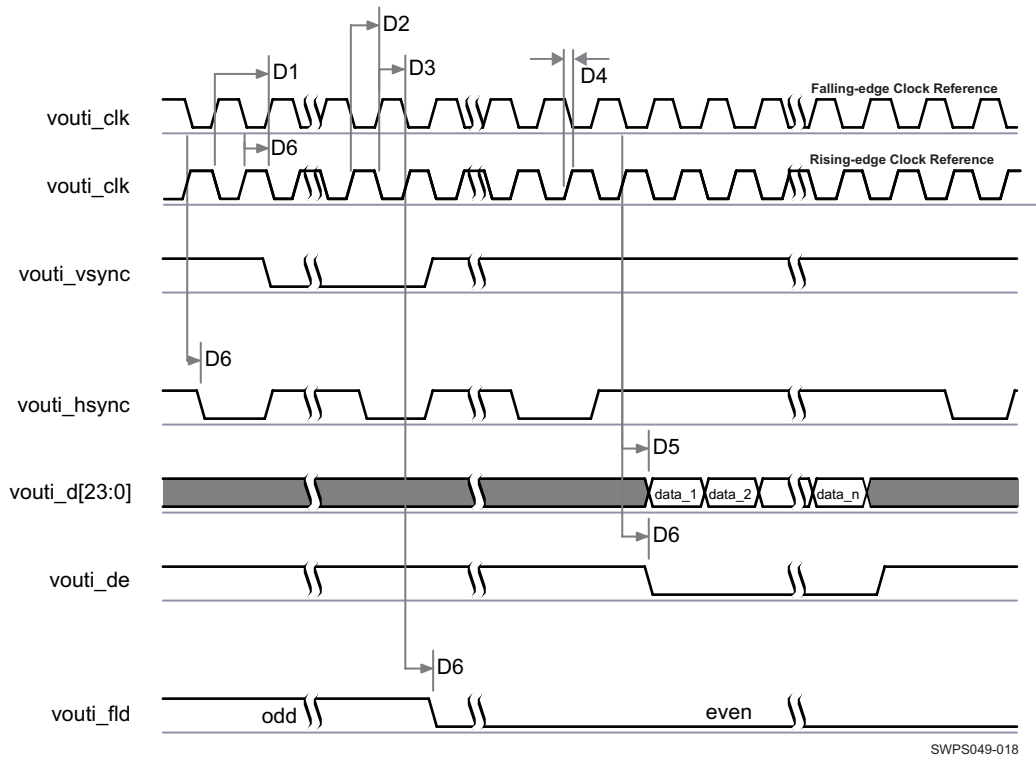 D2
D1
D3
D4
Falling-edge Clock Reference
vouti_clk
D6
Rising-edge Clock Reference
vouti_clk
vouti_vsync
D6
vouti_hsync
D5
vouti_d[23:0]
data_1
data_2
data_n
D6
vouti_de
D6
vouti_fld
odd
even
SWPS049-018